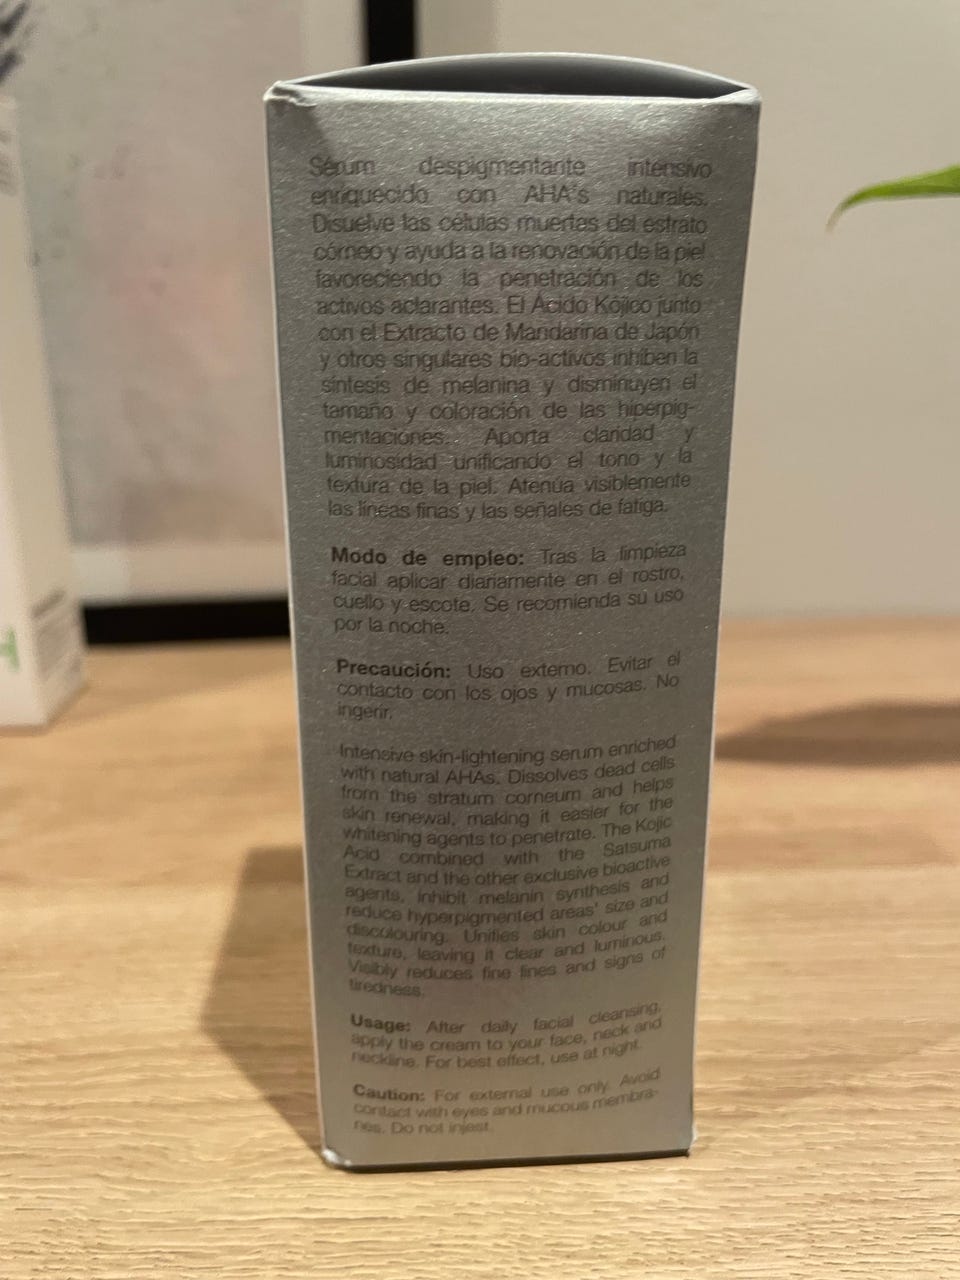 Sérum despigmentante intensivo
enriquecido con AHA's naturales.
Disuelve las células muertas del estrato
córneo y ayuda a la renovación de la piel
favoreciendo la penetración de los
activos aclarantes. El Ácido Kójico junto
con el Extracto de Mandarina de Japón
y otros singulares bio-activos inhiben la
síntesis de melanina y disminuyen el
tamaño y coloración de las hiperpig-
mentaciones. Aporta claridad y
luminosidad unificando el tono y la
textura de la piel. Atenúa visiblemente
las líneas finas y las señales de fatiga.
Modo de empleo: Tras la limpieza
facial aplicar diariamente en el rostro,
cuello y escote. Se recomienda su uso
por la noche.
Precaución: Uso externo. Evitar el
contacto con los ojos y mucosas. No
ingerir.
Intensive skin-lightening serum enriched
with natural AHAs. Dissolves dead cells
from the stratum corneum and helps
skin renewal, making it easier for the
whitening agents to penetrate. The Kojic
Acid combined with the Satsuma
Extract and the other exclusive bioactive
agents, inhibit melanin synthesis and
reduce hyperpigmented areas' size and
discolouring. Unifies skin colour and
texture, leaving it clear and luminous.
Visibly reduces fine lines and signs of
tiredness.
Usage: After daily facial cleansing,
apply the cream to your face, neck and
neckline. For best effect, use at night.
Caution: For external use only. Avoid
contact with eyes and mucous membra-
nes. Do not injest.